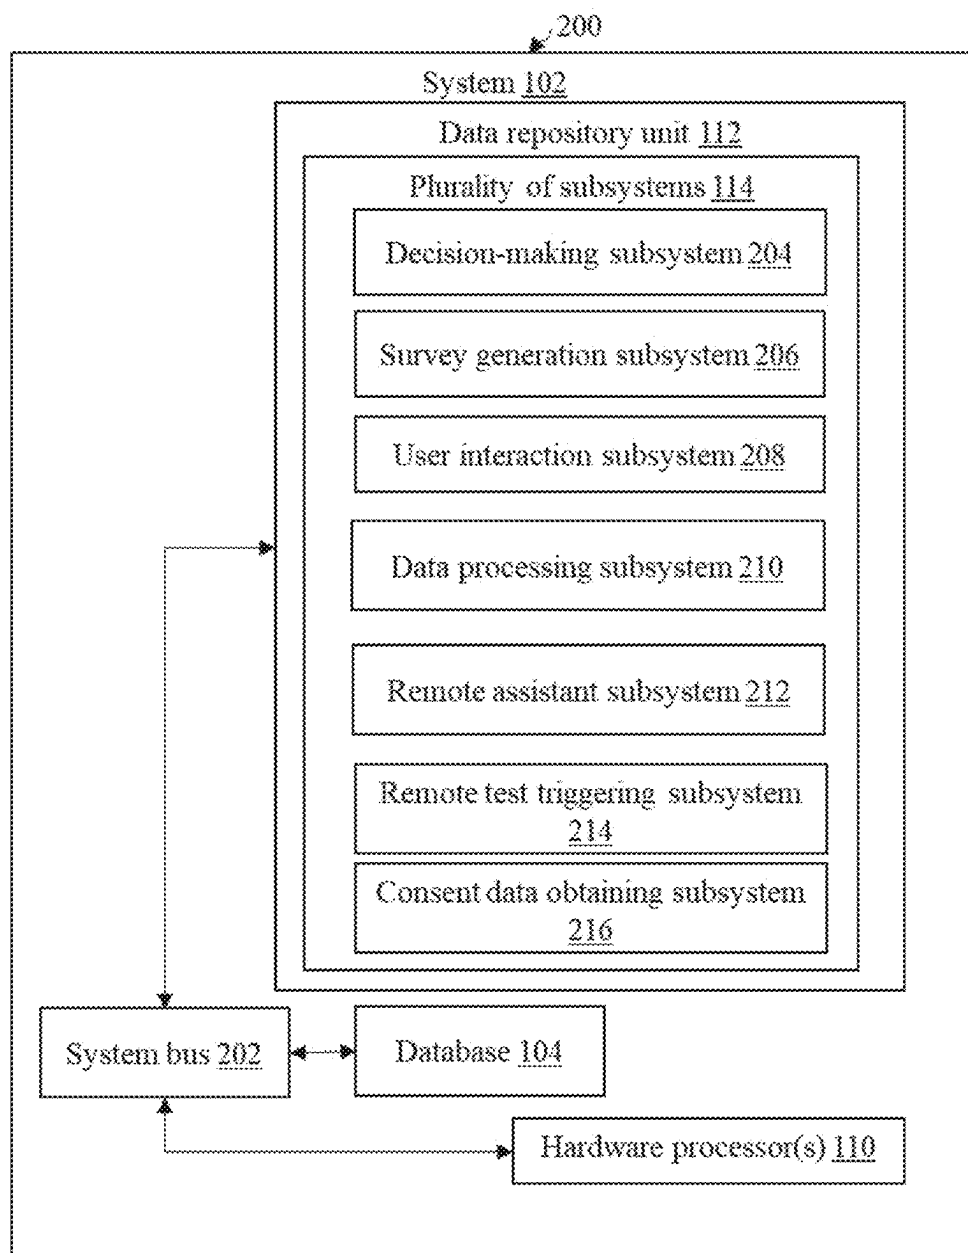 200
System 102
Data repository unit 112
Plurality of subsystems 114
Decision-making subsystem 204
Survey generation subsystem 206
User interaction subsystem 208
Data processing subsystem 210
Remote assistant subsystem 212
Remote test triggering subsystem
214
Consent data obtaining subsystem
216
System bus 202
Database 104
Hardware processor(s) 110